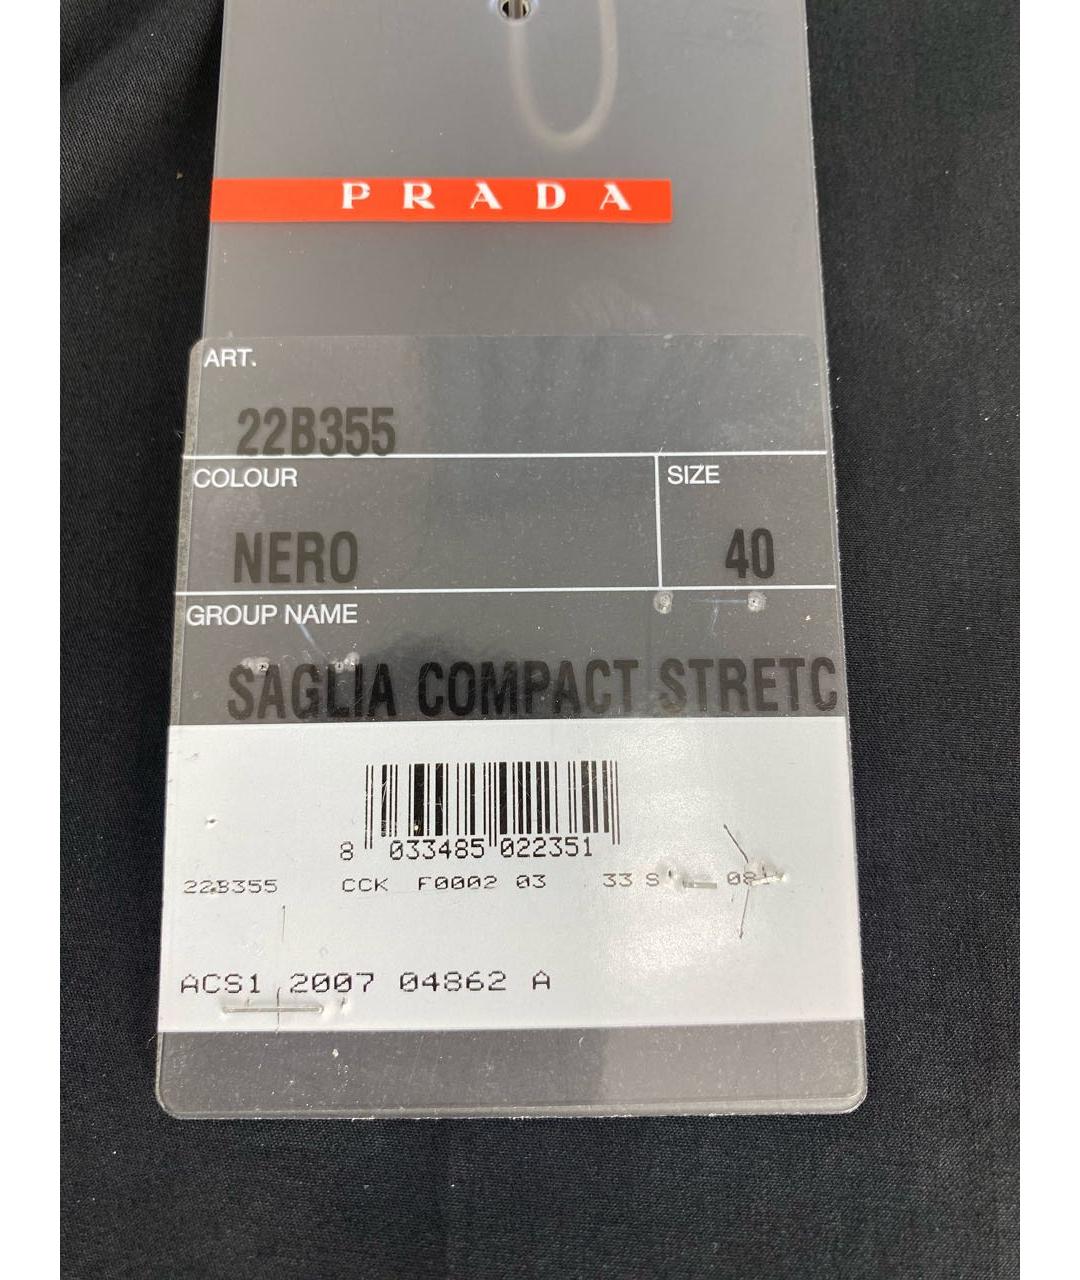 PRADA
ART.
22B355
COLOUR SIZE
NERO 40
GROUP NAME
SAGLIA COMPACT STRETC
8 033485 022351
22B355 CCK F0002 03 33 S
ACS1 2007 04862 A